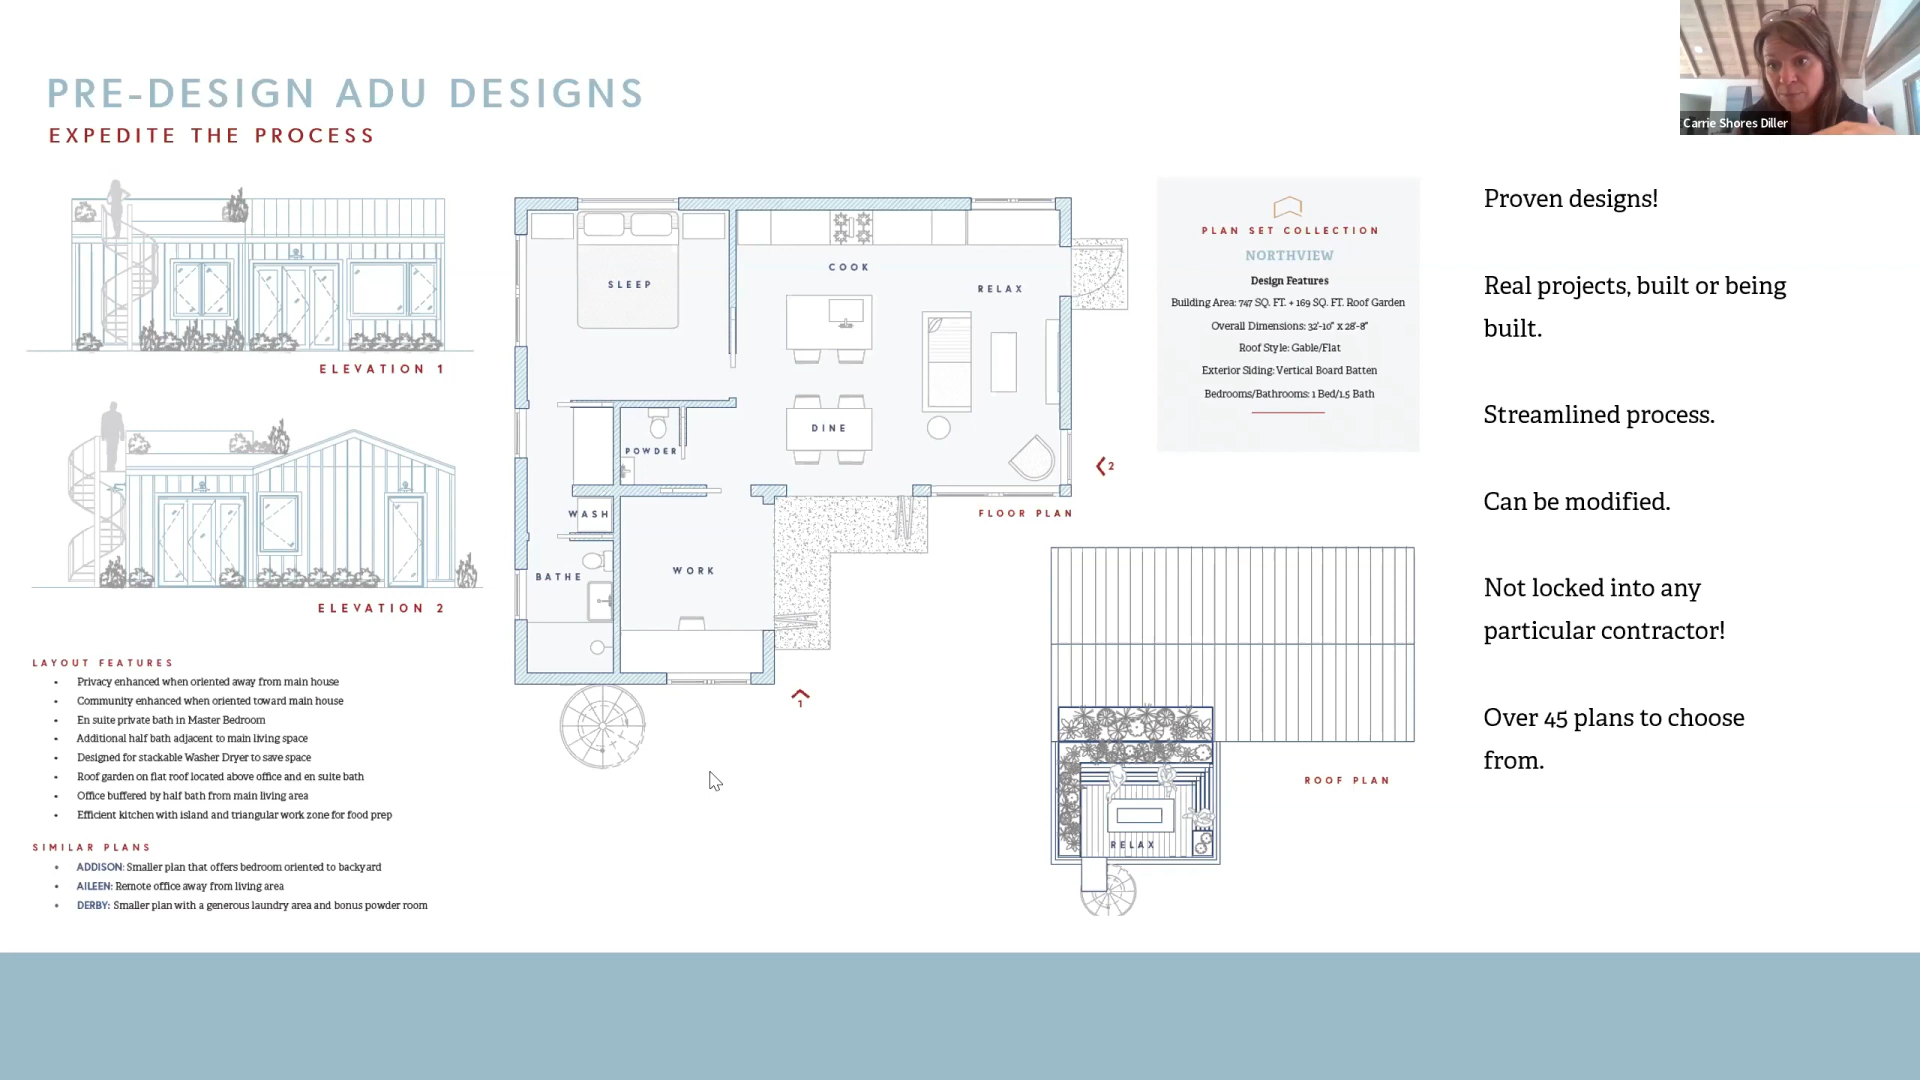 PRE-DESIGN ADU DESIGNS
EXPEDITE THE PROCESS
Carrie Shores Diller
ELEVATION 1
ELEVATION 2
LAYOUT FEATURES
• Privacy enhanced when oriented away from main house
• Community enhanced when oriented toward main house
• En suite private bath in Master Bedroom
• Additional half bath adjacent to main living space
• Designed for stackable Washer Dryer to save space
• Roof garden on flat roof located above office and en suite bath
• Office buffered by half bath from main living area
• Efficient kitchen with island and triangular work zone for food prep
SIMILAR PLANS
• ADDISON: Smaller plan that offers bedroom oriented to backyard
• AILEEN: Remote office away from living area
• DERBY: Smaller plan with a generous laundry area and bonus powder room
SLEEP
COOK
RELAX
DINE
POWDER
WASH
BATHE
WORK
2
1
FLOOR PLAN
PLAN SET COLLECTION
NORTHVIEW
Design Features
Building Area: 747 SQ. FT. + 169 SQ. FT. Roof Garden
Overall Dimensions: 32'-10" x 28'-8"
Roof Style: Gable/Flat
Exterior Siding: Vertical Board Batten
Bedrooms/Bathrooms: 1 Bed/1.5 Bath
RELAX
ROOF PLAN
Proven designs!
Real projects, built or being
built.
Streamlined process.
Can be modified.
Not locked into any
particular contractor!
Over 45 plans to choose
from.